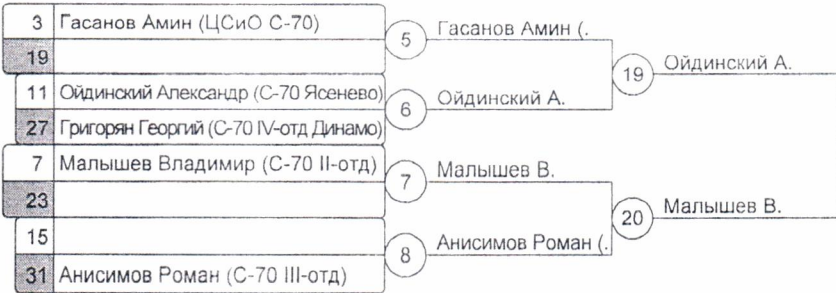 3 Гасанов Амин (ЦСиО С-70)
19
5 Гасанов Амин (.
11 Ойдинский Александр (С-70 Ясенево)
27 Григорян Георгий (С-70 IV-отд Динамо)
6 Ойдинский А.
19 Ойдинский А.
7 Малышев Владимир (С-70 II-отд)
23
7 Малышев В.
15
31 Анисимов Роман (С-70 III-отд)
8 Анисимов Роман (.
20 Малышев В.